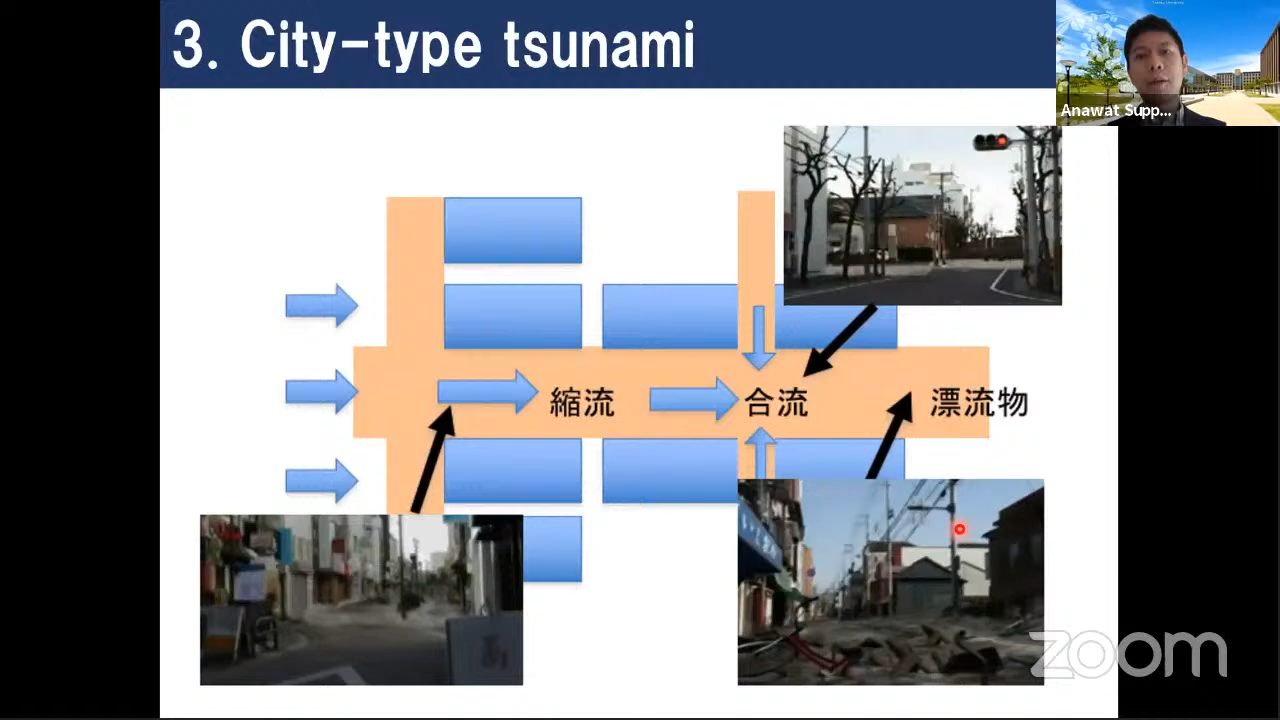 3. City-type tsunami
Anawat Supp...
縮流
合流
漂流物
zoom